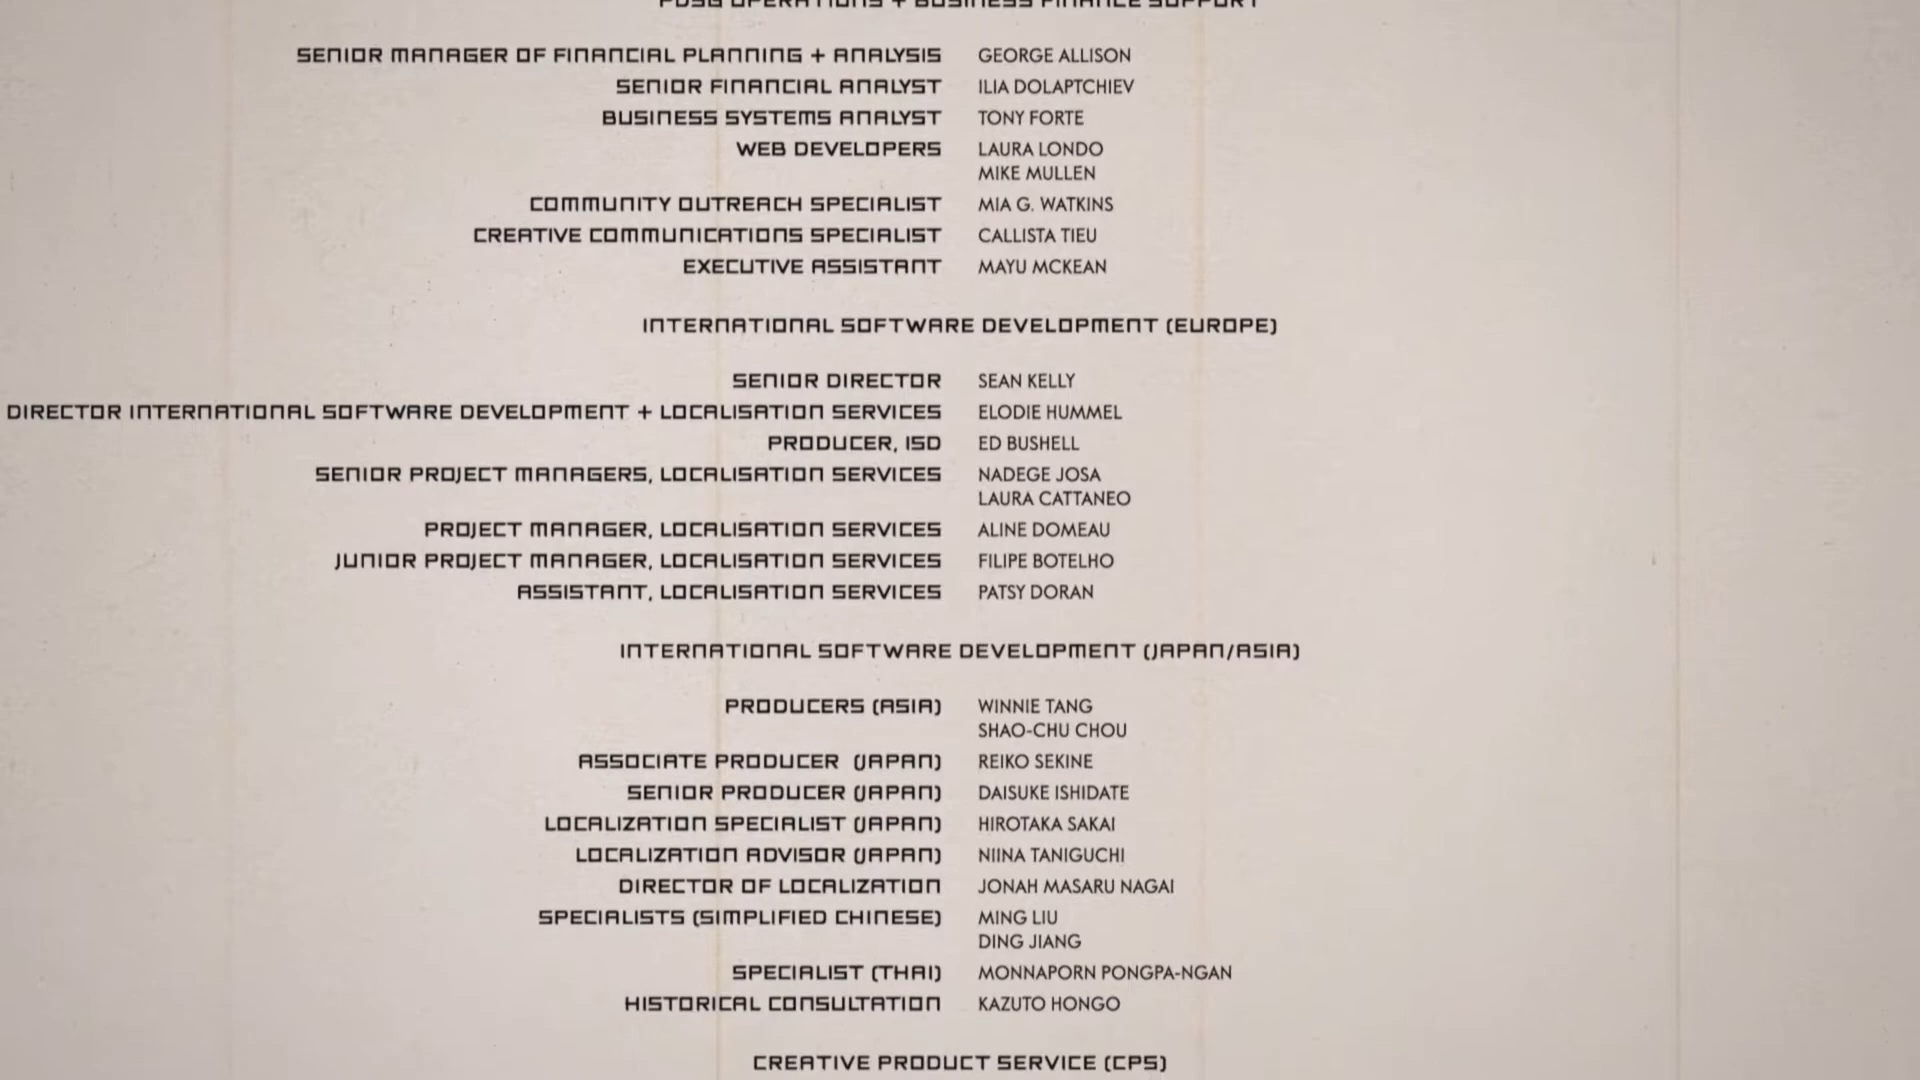 PDSG OPERATIONS + BUSINESS FINANCE SUPPORT
SENIOR MANAGER OF FINANCIAL PLANNING + ANALYSIS GEORGE ALLISON
SENIOR FINANCIAL ANALYST ILIA DOLAPTCHIEV
BUSINESS SYSTEMS ANALYST TONY FORTE
WEB DEVELOPERS LAURA LONDO
MIKE MULLEN
COMMUNITY OUTREACH SPECIALIST MIA G. WATKINS
CREATIVE COMMUNICATIONS SPECIALIST CALLISTA TIEU
EXECUTIVE ASSISTANT MAYU MCKEAN
INTERNATIONAL SOFTWARE DEVELOPMENT (EUROPE)
SENIOR DIRECTOR SEAN KELLY
DIRECTOR INTERNATIONAL SOFTWARE DEVELOPMENT + LOCALISATION SERVICES ELODIE HUMMEL
PRODUCER, ISD ED BUSHELL
SENIOR PROJECT MANAGERS, LOCALISATION SERVICES NADEGE JOSA
LAURA CATTANEO
PROJECT MANAGER, LOCALISATION SERVICES ALINE DOMEAU
JUNIOR PROJECT MANAGER, LOCALISATION SERVICES FILIPE BOTELHO
ASSISTANT, LOCALISATION SERVICES PATSY DORAN
INTERNATIONAL SOFTWARE DEVELOPMENT (JAPAN/ASIA)
PRODUCERS (ASIA) WINNIE TANG
SHAO-CHU CHOU
ASSOCIATE PRODUCER (JAPAN) REIKO SEKINE
SENIOR PRODUCER (JAPAN) DAISUKE ISHIDATE
LOCALIZATION SPECIALIST (JAPAN) HIROTAKA SAKAI
LOCALIZATION ADVISOR (JAPAN) NIINA TANIGUCHI
DIRECTOR OF LOCALIZATION JONAH MASARU NAGAI
SPECIALISTS (SIMPLIFIED CHINESE) MING LIU
DING JIANG
SPECIALIST (THAI) MONNAPORN PONGPA-NGAN
HISTORICAL CONSULTATION KAZUTO HONGO
CREATIVE PRODUCT SERVICE (CPS)